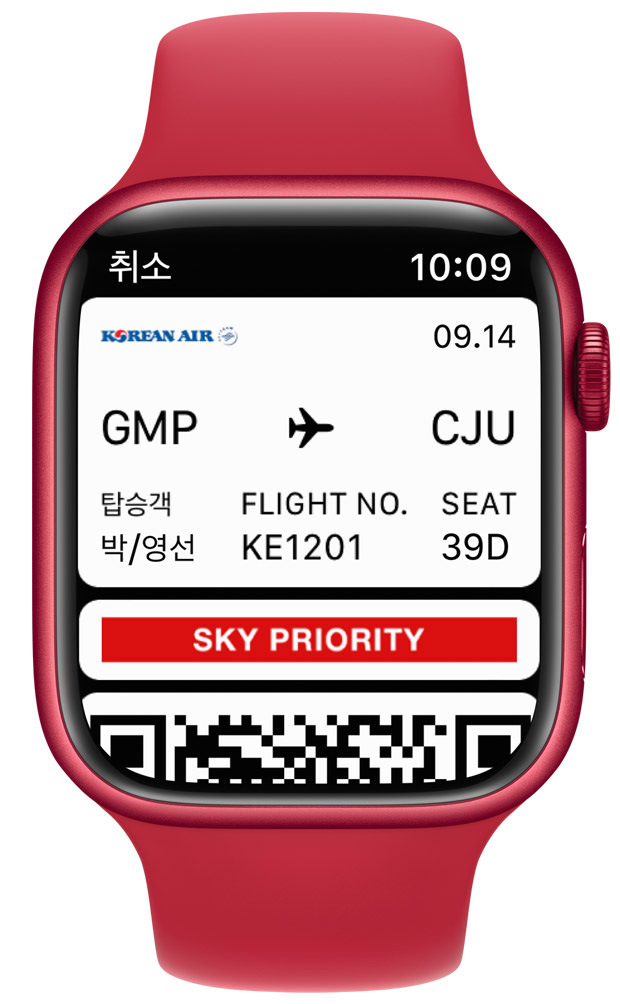 취소 10:09
KOREAN AIR 09.14
GMP CJU
탑승객 FLIGHT NO. SEAT
박/영선 KE1201 39D
SKY PRIORITY